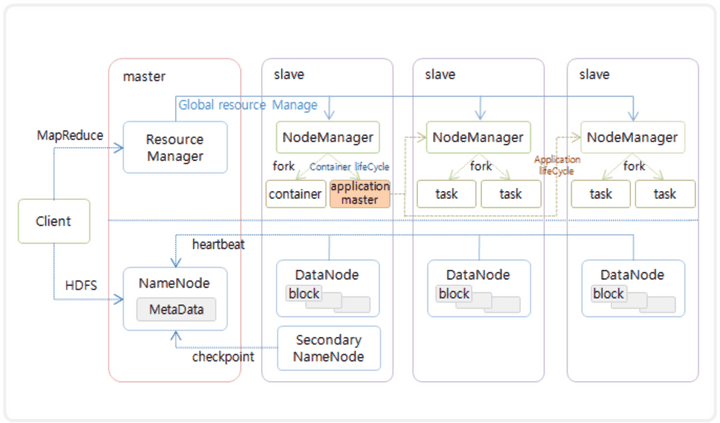 master
slave
slave
slave
Global resource Manage
MapReduce
Resource
Manager
NodeManager
NodeManager
NodeManager
fork
Container lifeCycle
fork
Application
lifeCycle
fork
container
application
master
task
task
task
task
Client
heartbeat
HDFS
NameNode
MetaData
DataNode
block
DataNode
block
DataNode
block
checkpoint
Secondary
NameNode